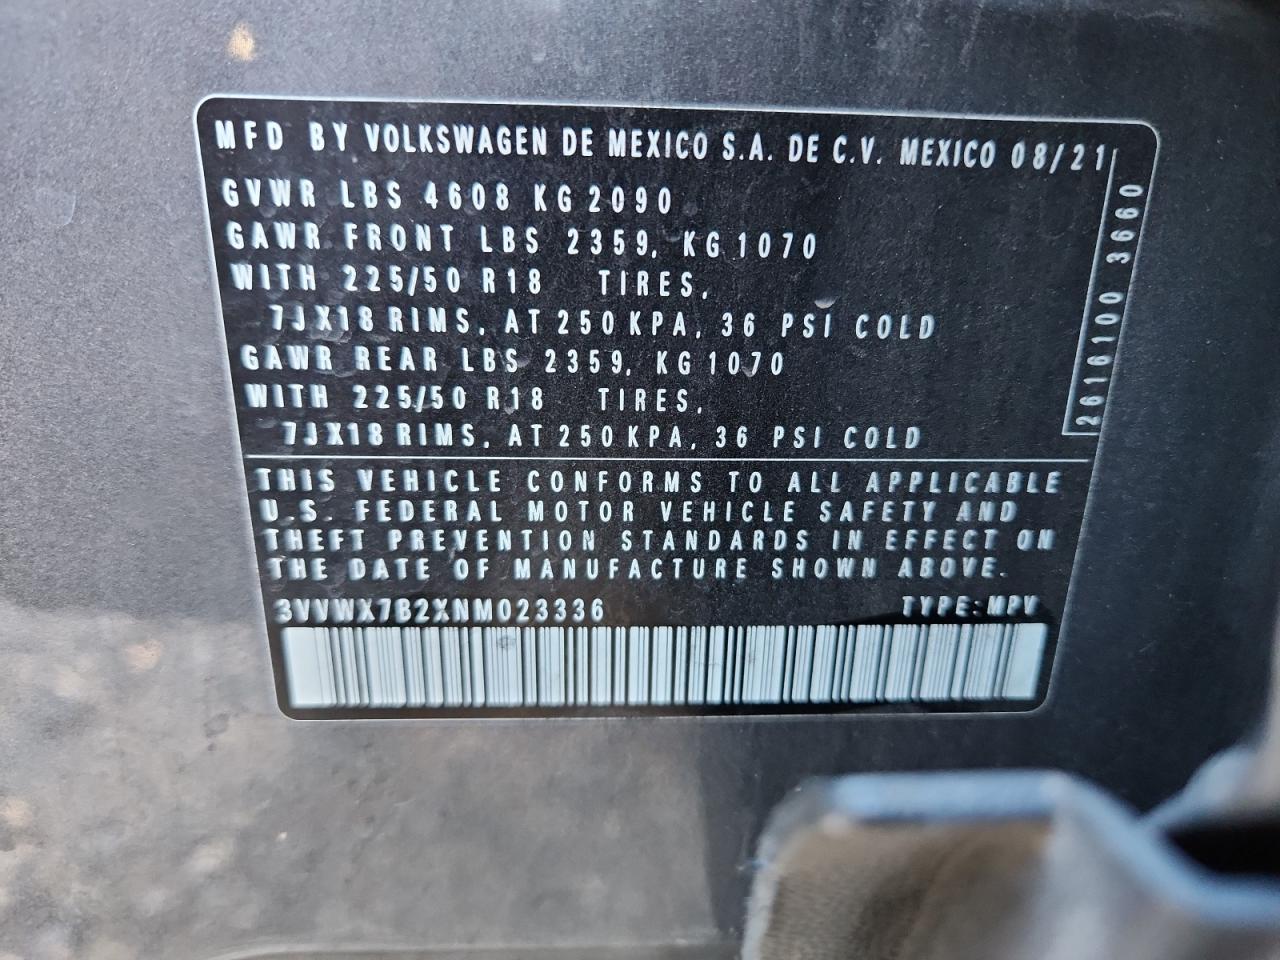 MFD BY VOLKSWAGEN DE MEXICO S.A. DE C.V. MEXICO 08/21
GVWR LBS 4608 KG 2090
GAWR FRONT LBS 2359, KG 1070
WITH 225/50 R18 TIRES,
7JX18 RIMS, AT 250 KPA, 36 PSI COLD
GAWR REAR LBS 2359, KG 1070
WITH 225/50 R18 TIRES,
7JX18 RIMS, AT 250 KPA, 36 PSI COLD
2616100 3660
THIS VEHICLE CONFORMS TO ALL APPLICABLE
U.S. FEDERAL MOTOR VEHICLE SAFETY AND
THEFT PREVENTION STANDARDS IN EFFECT ON
THE DATE OF MANUFACTURE SHOWN ABOVE.
3VVWX7B2XNM023336 TYPE:MPV